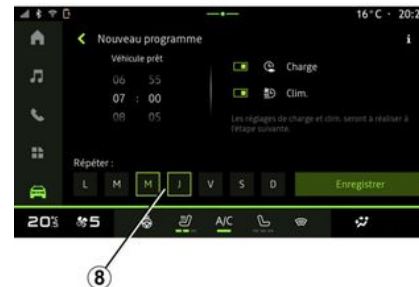 16°C · 20:2
Nouveau programme
i
Véhicule prêt
06 55
07 : 00
08 05
Charge
Clim.
Les réglages de charge et clim. seront à réaliser à
l'étape suivante.
Répéter :
L M M J V S D
Enregistrer
20 5 A/C
8